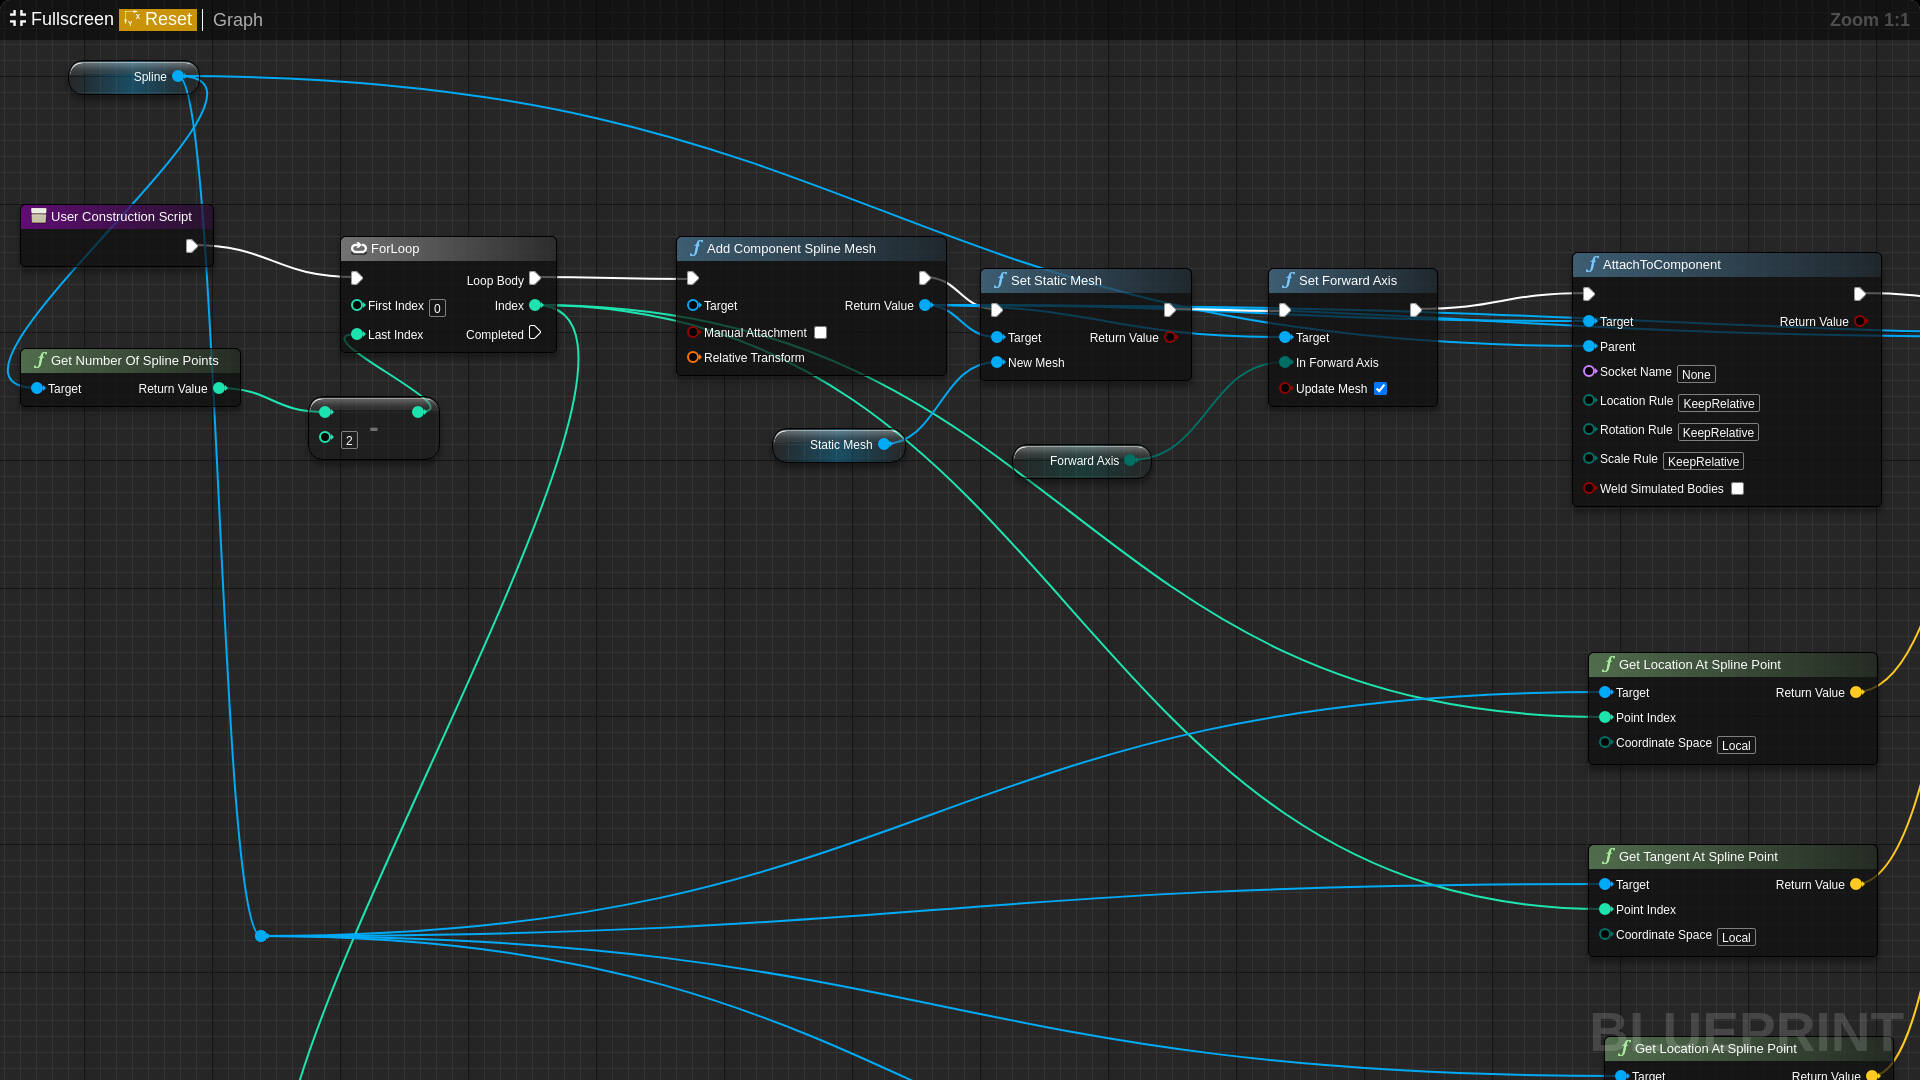 Fullscreen Reset Graph Zoom 1:1
Spline
User Construction Script
ForLoop
Loop Body
First Index 0 Index
Last Index Completed
Get Number Of Spline Points
Target Return Value
2 -
Add Component Spline Mesh
Target Return Value
Manual Attachment
Relative Transform
Set Static Mesh
Target Return Value
New Mesh
Static Mesh
Set Forward Axis
Target
In Forward Axis
Update Mesh
Forward Axis
AttachToComponent
Target Return Value
Parent
Socket Name None
Location Rule KeepRelative
Rotation Rule KeepRelative
Scale Rule KeepRelative
Weld Simulated Bodies
Get Location At Spline Point
Target Return Value
Point Index
Coordinate Space Local
Get Tangent At Spline Point
Target Return Value
Point Index
Coordinate Space Local
BLUEPRINT
Get Location At Spline Point
Target Return Value